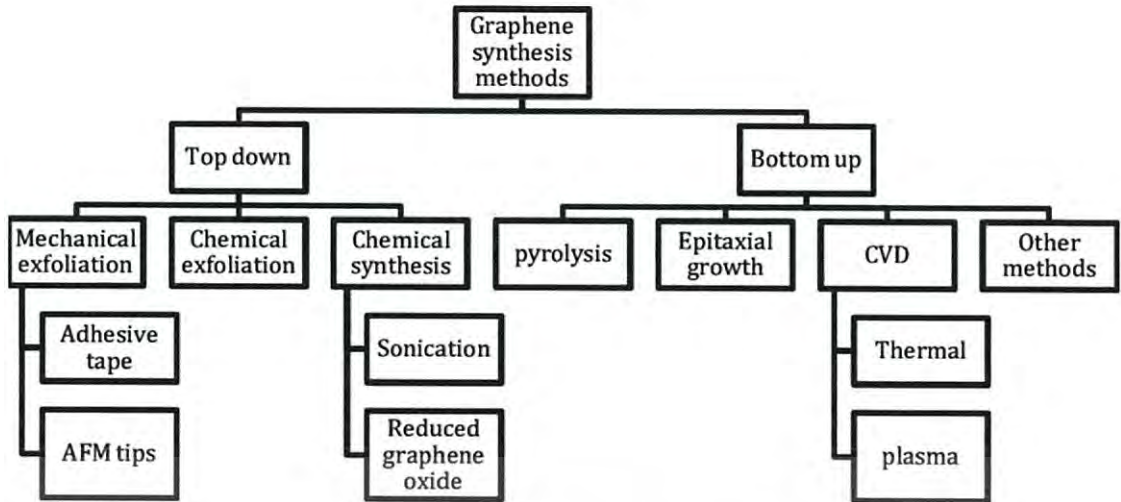 Graphene
synthesis
methods
Top down
Bottom up
Mechanical
exfoliation
Chemical
exfoliation
Chemical
synthesis
pyrolysis
Epitaxial
growth
CVD
Other
methods
Adhesive
tape
Sonication
Thermal
AFM tips
Reduced
graphene
oxide
plasma